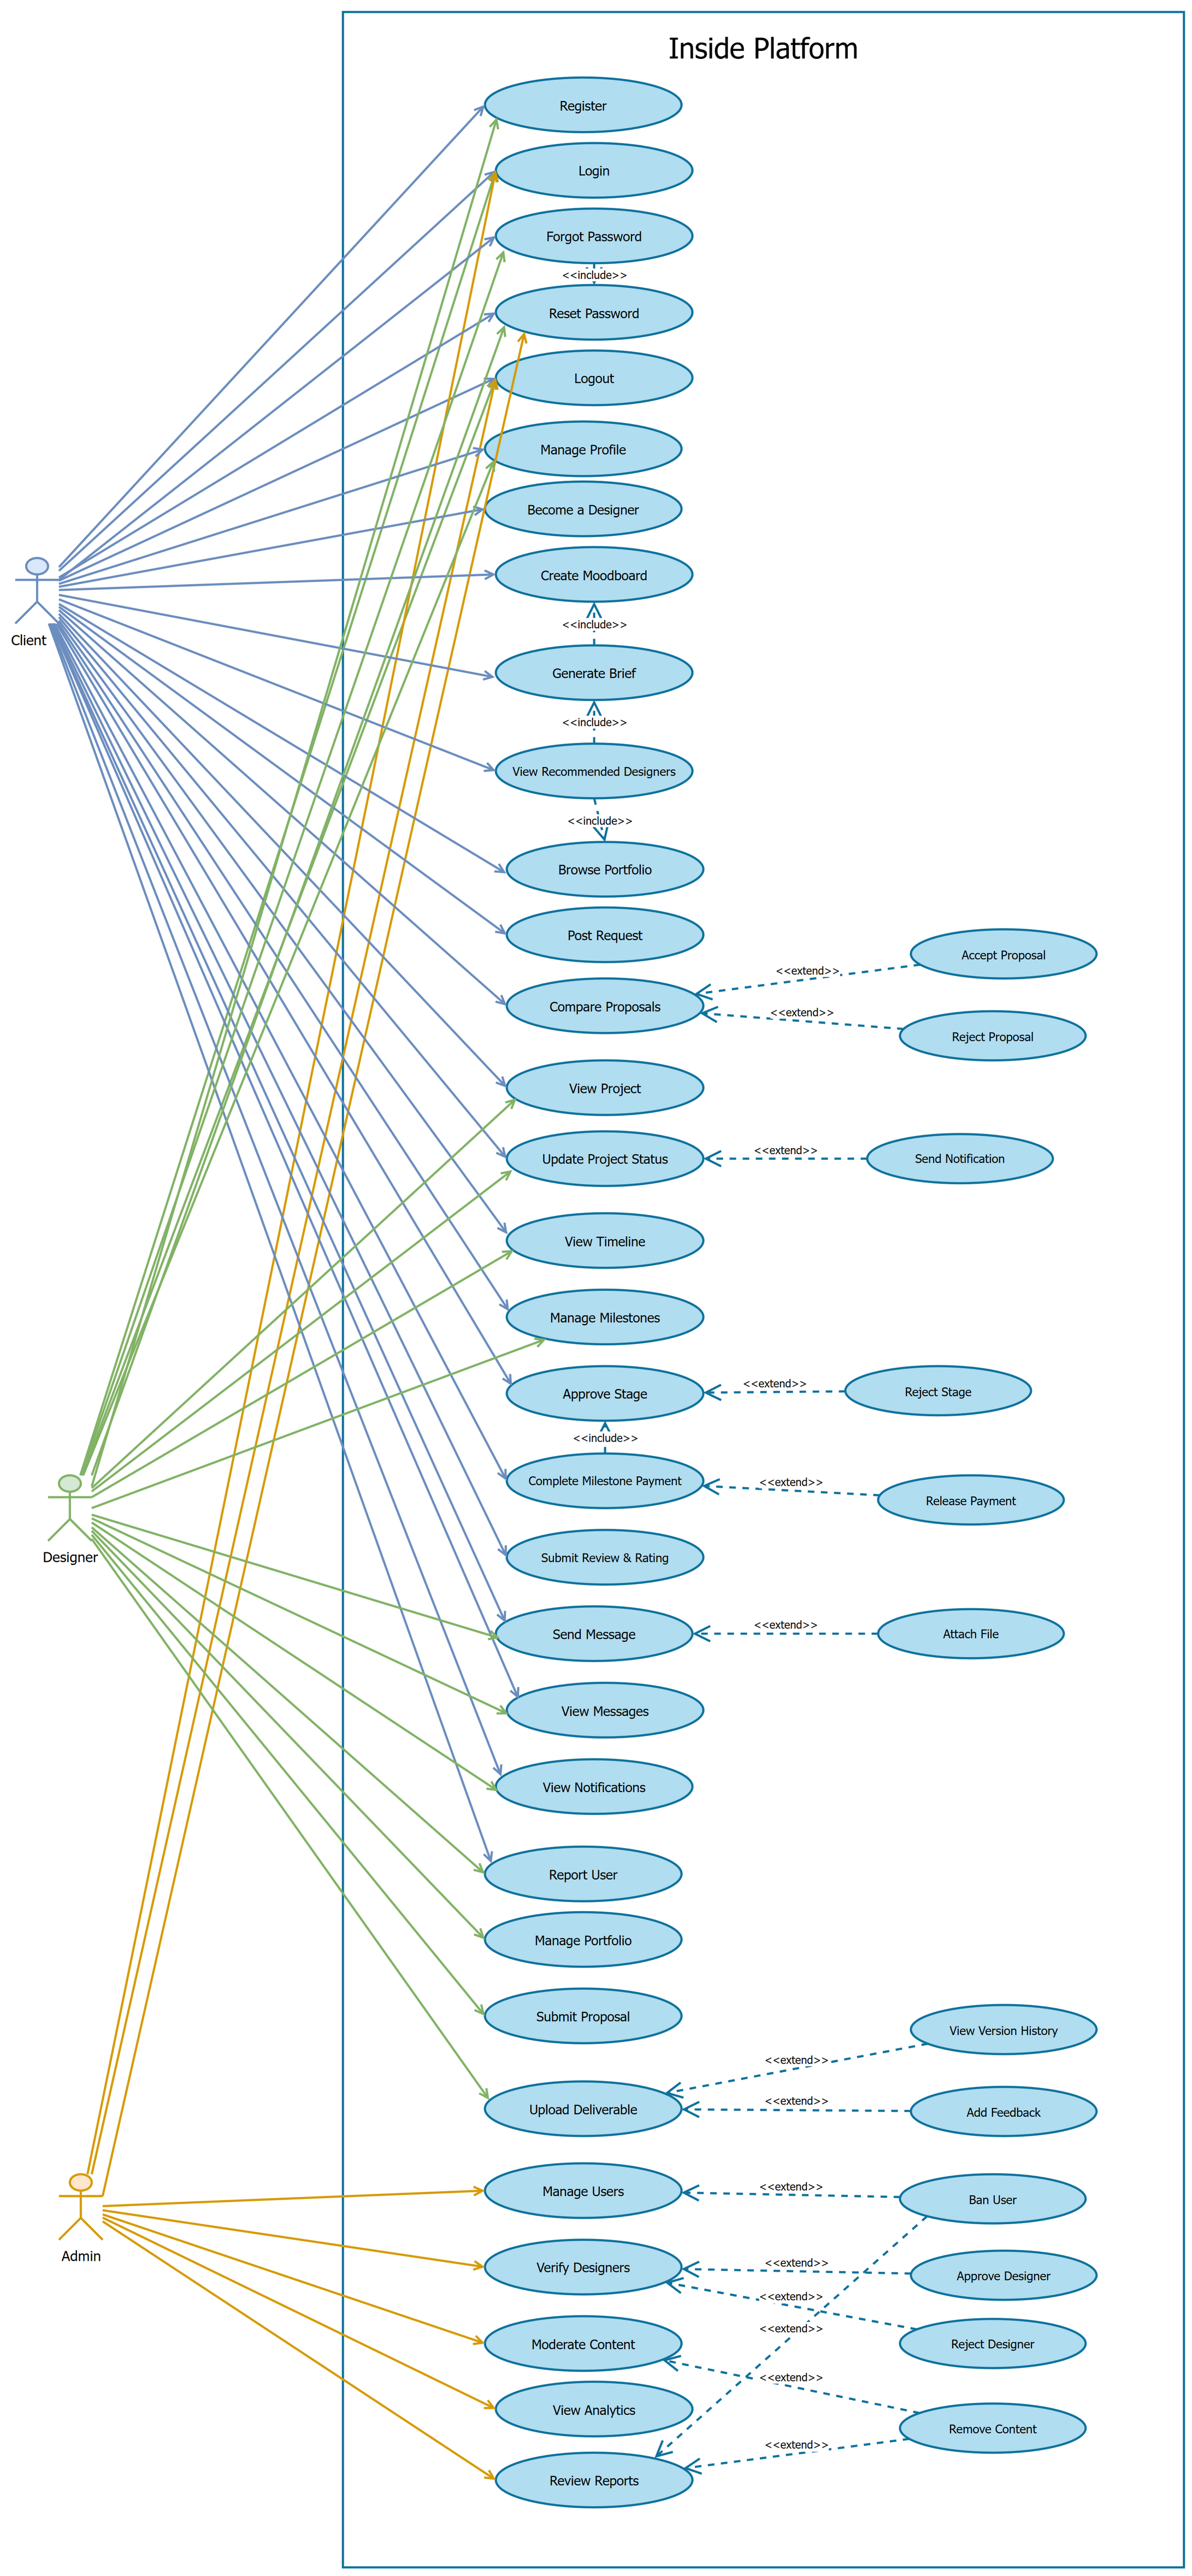 Inside Platform
Register
Login
Forgot Password
<<include>>
Reset Password
Logout
Manage Profile
Become a Designer
Create Moodboard
Client
<<include>>
Generate Brief
<<include>>
View Recommended Designers
<<include>>
Browse Portfolio
Post Request
Accept Proposal
<<extend>>
Compare Proposals
<<extend>>
Reject Proposal
View Project
<<extend>>
Update Project Status
Send Notification
View Timeline
Manage Milestones
<<extend>>
Approve Stage
Reject Stage
<<include>>
Complete Milestone Payment
<<extend>>
Release Payment
Designer
Submit Review & Rating
<<extend>>
Send Message
Attach File
View Messages
View Notifications
Report User
Manage Portfolio
Submit Proposal
View Version History
<<extend>>
Upload Deliverable
<<extend>>
Add Feedback
Manage Users
<<extend>>
Ban User
Admin
Verify Designers
<<extend>>
Approve Designer
<<extend>>
<<extend>>
Moderate Content
Reject Designer
<<extend>>
View Analytics
Remove Content
<<extend>>
Review Reports